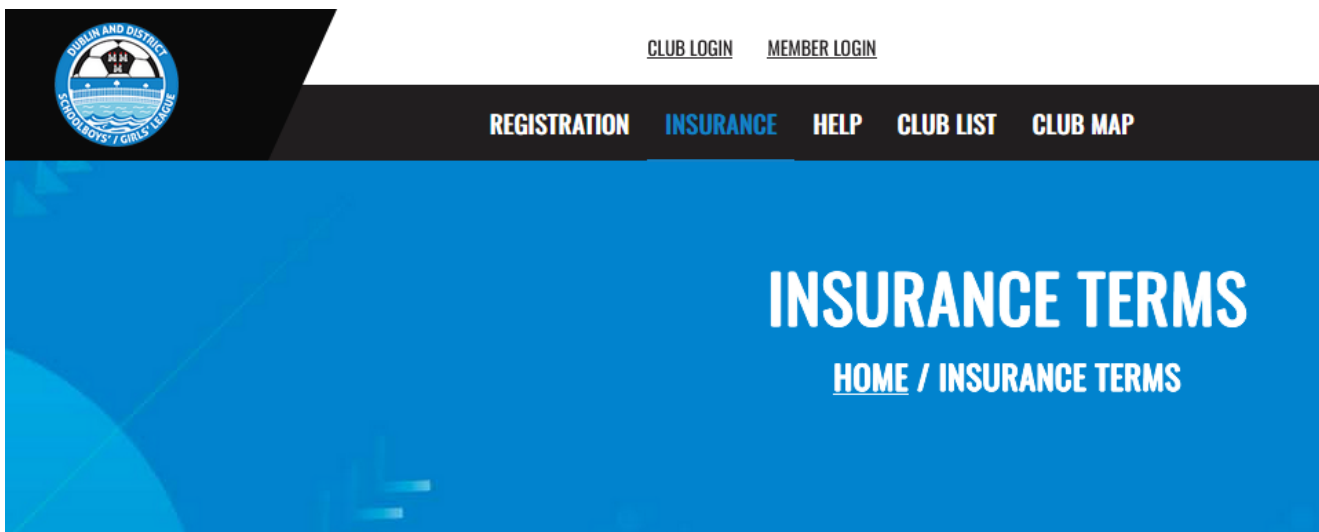 DUBLIN AND DISTRICT
SCHOOLBOYS' / GIRLS' LEAGUE
CLUB LOGIN MEMBER LOGIN
REGISTRATION INSURANCE HELP CLUB LIST CLUB MAP
INSURANCE TERMS
HOME / INSURANCE TERMS